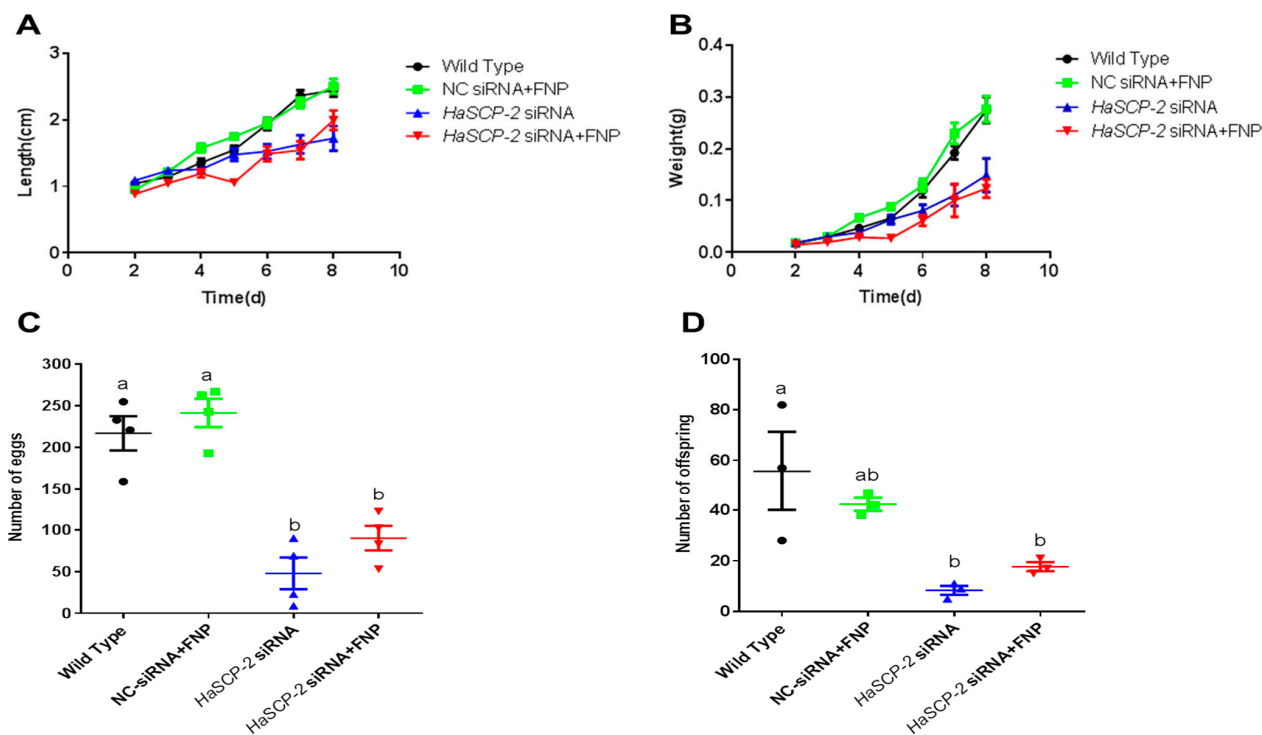 A
3
2
1
0
Length(cm)
0 2 4 6 8 10
Time(d)
Wild Type
NC siRNA+FNP
HaSCP-2 siRNA
HaSCP-2 siRNA+FNP
B
0.4
0.3
0.2
0.1
0.0
Weight(g)
0 2 4 6 8 10
Time(d)
Wild Type
NC siRNA+FNP
HaSCP-2 siRNA
HaSCP-2 siRNA+FNP
C
300
250
200
150
100
50
0
Number of eggs
a a b b
Wild Type
NC-siRNA+FNP
HaSCP-2 siRNA
HaSCP-2 siRNA+FNP
D
100
80
60
40
20
0
Number of offspring
a ab b b
Wild Type
NC-siRNA+FNP
HaSCP-2 siRNA
HaSCP-2 siRNA+FNP